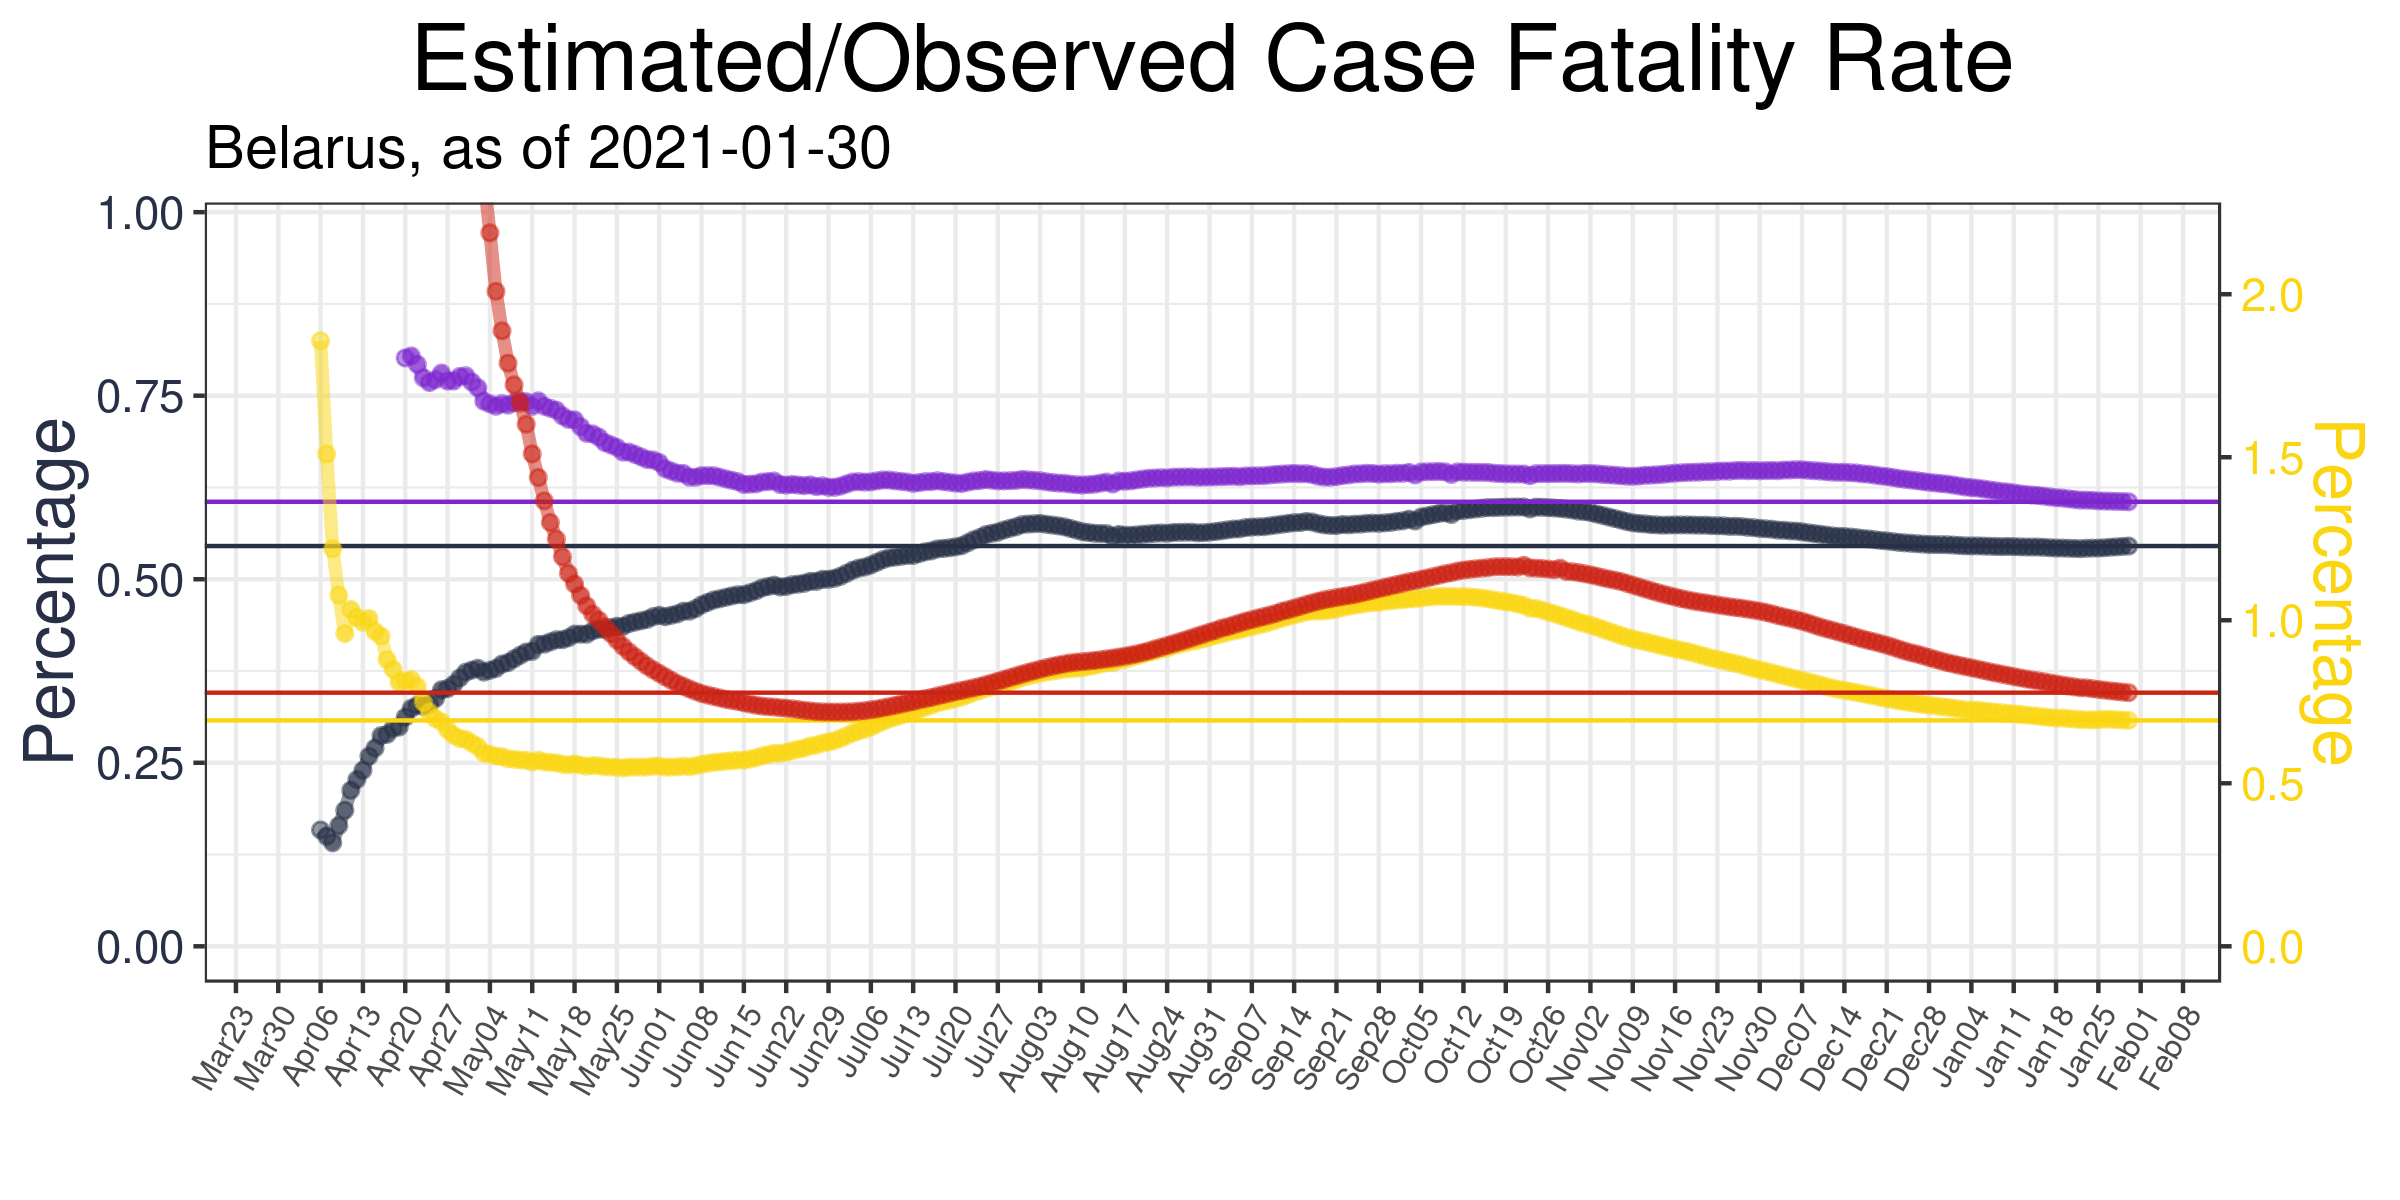 Estimated/Observed Case Fatality Rate
Belarus, as of 2021-01-30
Percentage
1.00
0.75
0.50
0.25
0.00
2.0
1.5
1.0
0.5
0.0
Percentage
Mar23
Mar30
Apr06
Apr13
Apr20
Apr27
May04
May11
May18
May25
Jun01
Jun08
Jun15
Jun22
Jun29
Jul06
Jul13
Jul20
Jul27
Aug03
Aug10
Aug17
Aug24
Aug31
Sep07
Sep14
Sep21
Sep28
Oct05
Oct12
Oct19
Oct26
Nov02
Nov09
Nov16
Nov23
Nov30
Dec07
Dec14
Dec21
Dec28
Jan04
Jan11
Jan18
Jan25
Feb01
Feb08